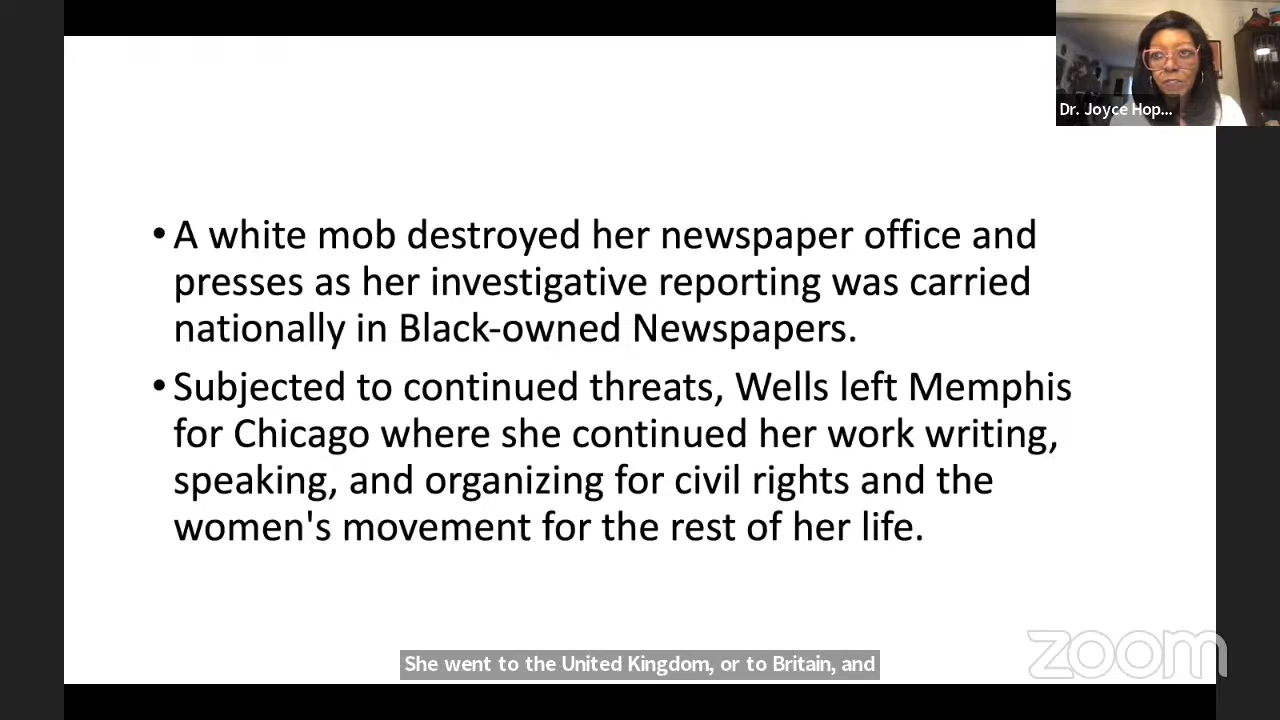 Dr. Joyce Hop...
• A white mob destroyed her newspaper office and
presses as her investigative reporting was carried
nationally in Black-owned Newspapers.
• Subjected to continued threats, Wells left Memphis
for Chicago where she continued her work writing,
speaking, and organizing for civil rights and the
women's movement for the rest of her life.
zoom
She went to the United Kingdom, or to Britain, and